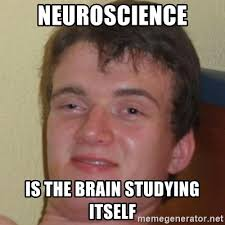 NEUROSCIENCE
IS THE BRAIN STUDYING
ITSELF
memegenerator.net